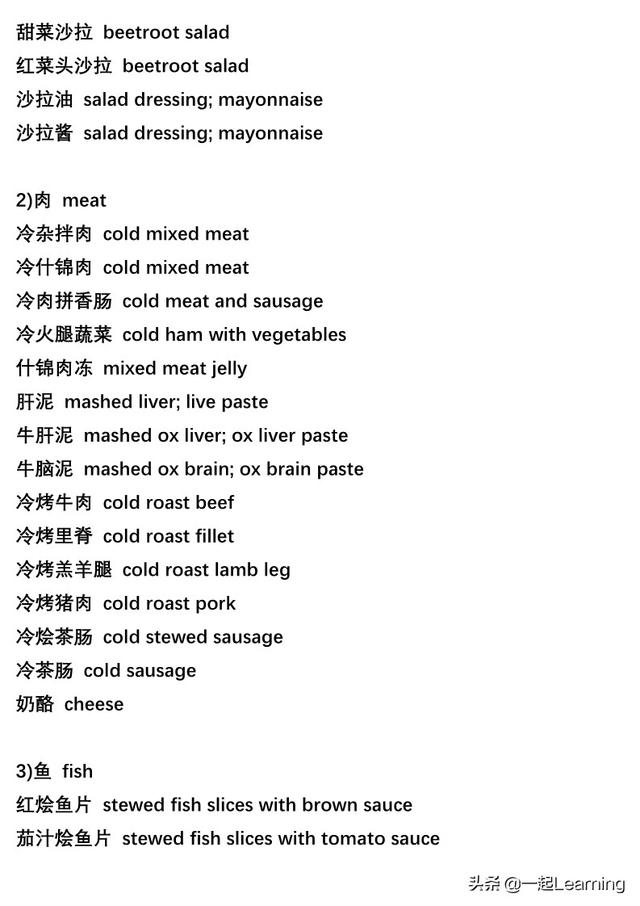 甜菜沙拉 beetroot salad
红菜头沙拉 beetroot salad
沙拉油 salad dressing; mayonnaise
沙拉酱 salad dressing; mayonnaise
2)肉 meat
冷杂拌肉 cold mixed meat
冷什锦肉 cold mixed meat
冷肉拼香肠 cold meat and sausage
冷火腿蔬菜 cold ham with vegetables
什锦肉冻 mixed meat jelly
肝泥 mashed liver; live paste
牛肝泥 mashed ox liver; ox liver paste
牛脑泥 mashed ox brain; ox brain paste
冷烤牛肉 cold roast beef
冷烤里脊 cold roast fillet
冷烤羔羊腿 cold roast lamb leg
冷烤猪肉 cold roast pork
冷烩茶肠 cold stewed sausage
冷茶肠 cold sausage
奶酪 cheese
3)鱼 fish
红烩鱼片 stewed fish slices with brown sauce
茄汁烩鱼片 stewed fish slices with tomato sauce
头条 @一起Learning